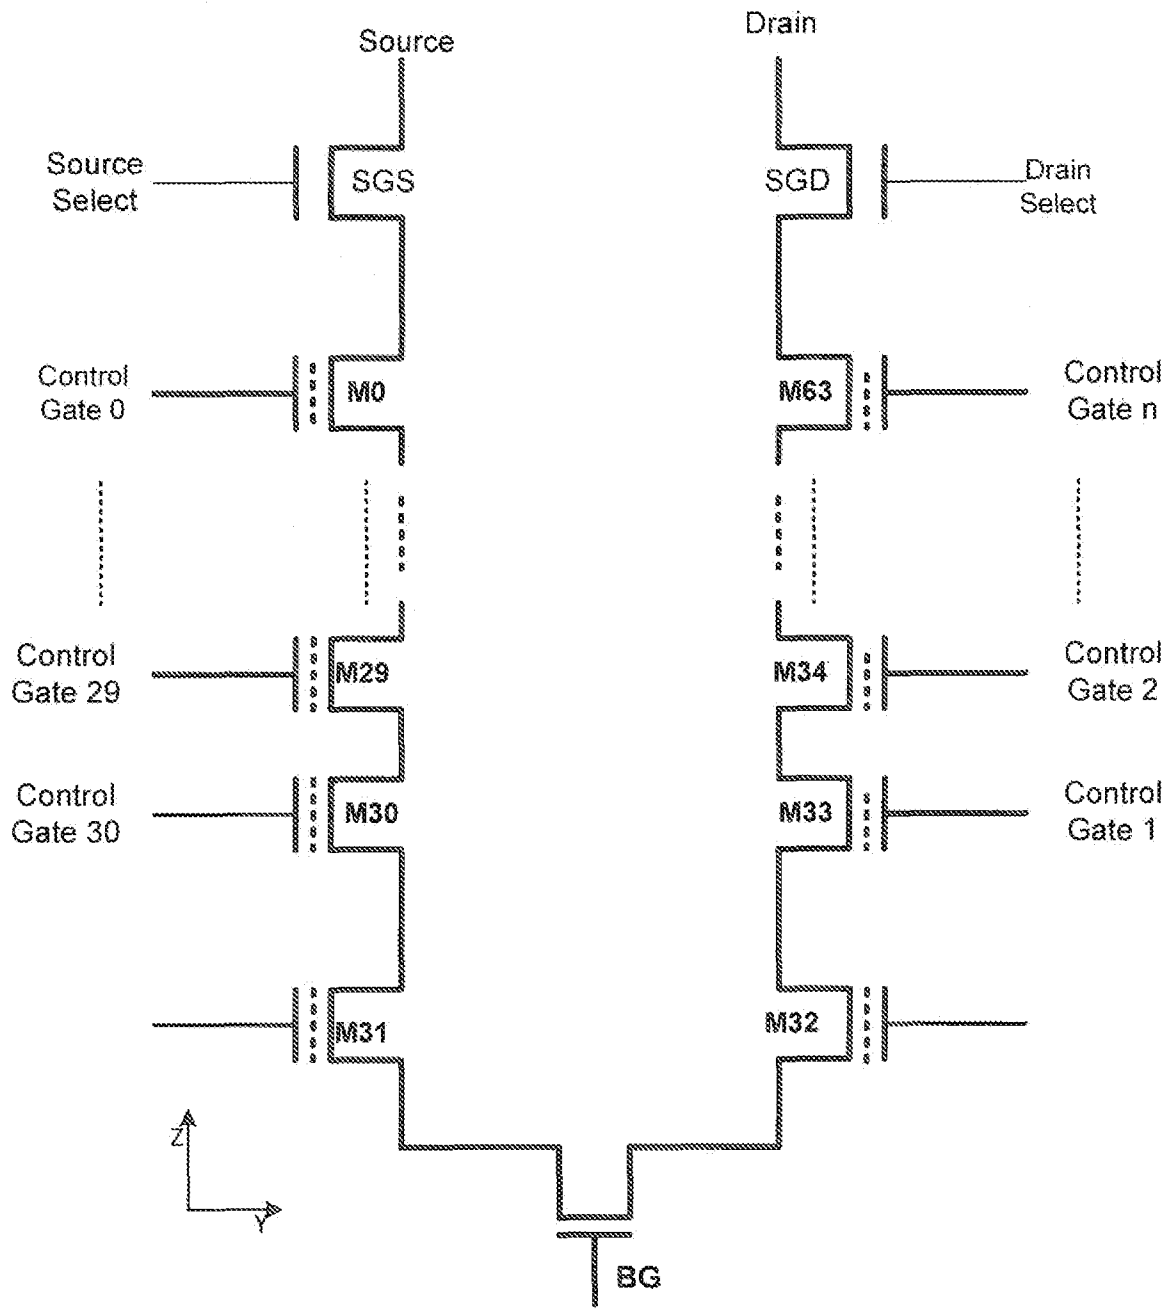 Source
Drain
Source
Select
SGS
SGD
Drain
Select
Control
Gate 0
M0
M63
Control
Gate n
Control
Gate 29
M29
M34
Control
Gate 2
Control
Gate 30
M30
M33
Control
Gate 1
M31
M32
Z
Y
BG